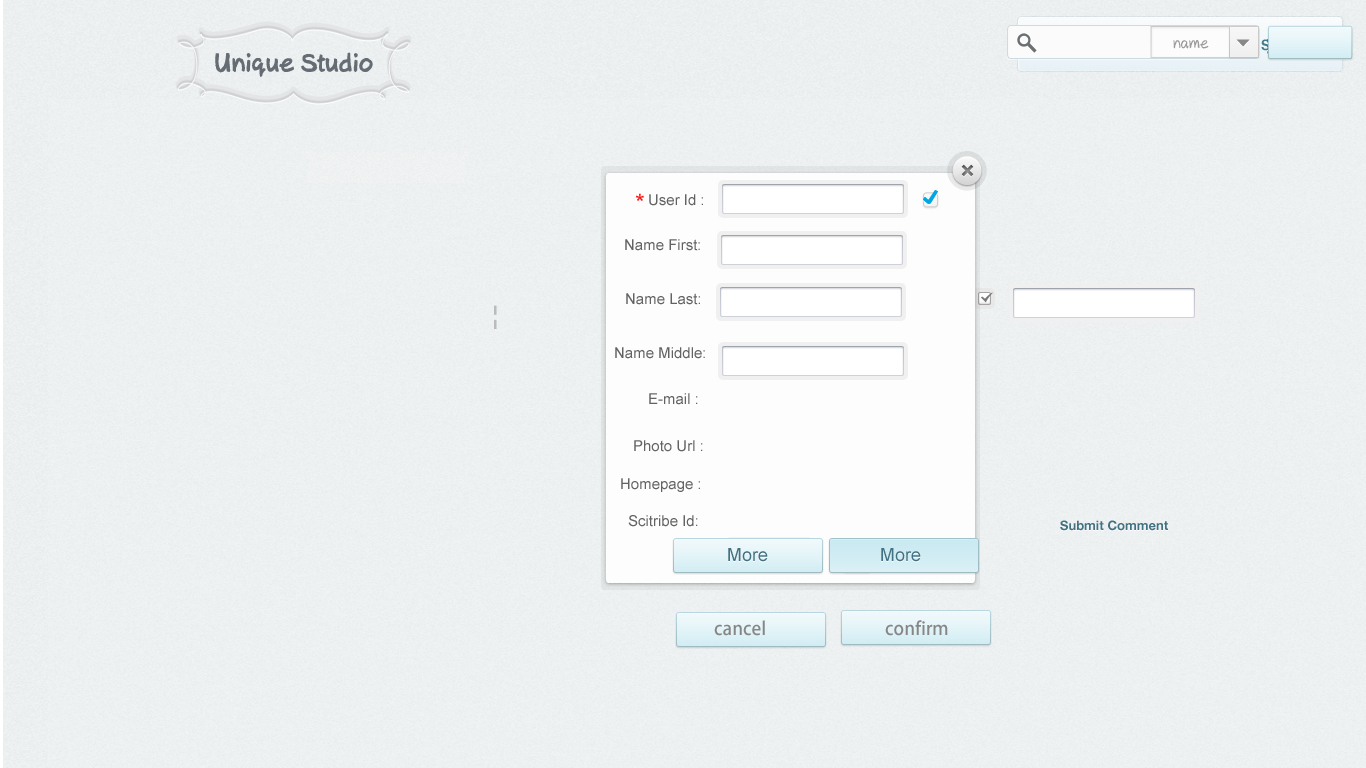 Unique Studio
name
s
* User Id :
Name First:
Name Last:
Name Middle:
E-mail :
Photo Url :
Homepage :
Scitribe Id:
Submit Comment
More More
cancel confirm